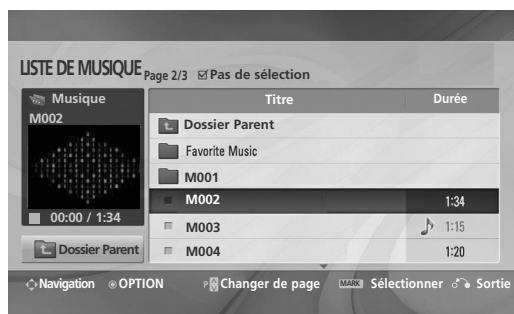 LISTE DE MUSIQUE Page 2/3 Pas de sélection
Musique
M002
00:00 / 1:34
Dossier Parent
Titre Durée
Dossier Parent
Favorite Music
M001
M002 1:34
M003 1:15
M004 1:20
Navigation OPTION P Changer de page MARK Sélectionner Sortie